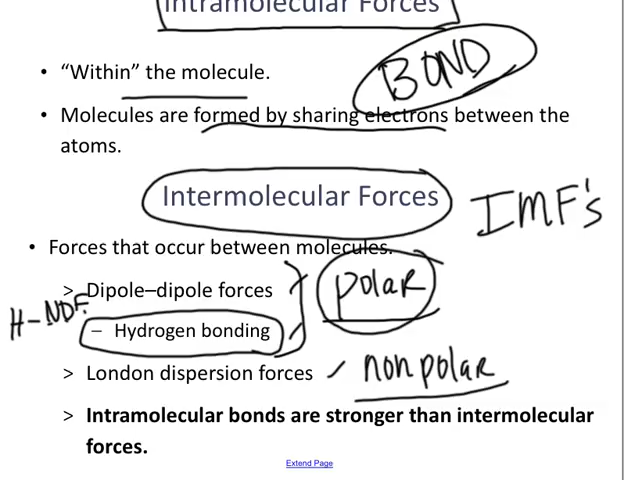 Intramolecular Forces
• “Within” the molecule.
BOND
• Molecules are formed by sharing electrons between the
atoms.
Intermolecular Forces
IMF's
• Forces that occur between molecules.
> Dipole–dipole forces
polar
H-NOF
– Hydrogen bonding
> London dispersion forces
nonpolar
> Intramolecular bonds are stronger than intermolecular
forces.
Extend Page